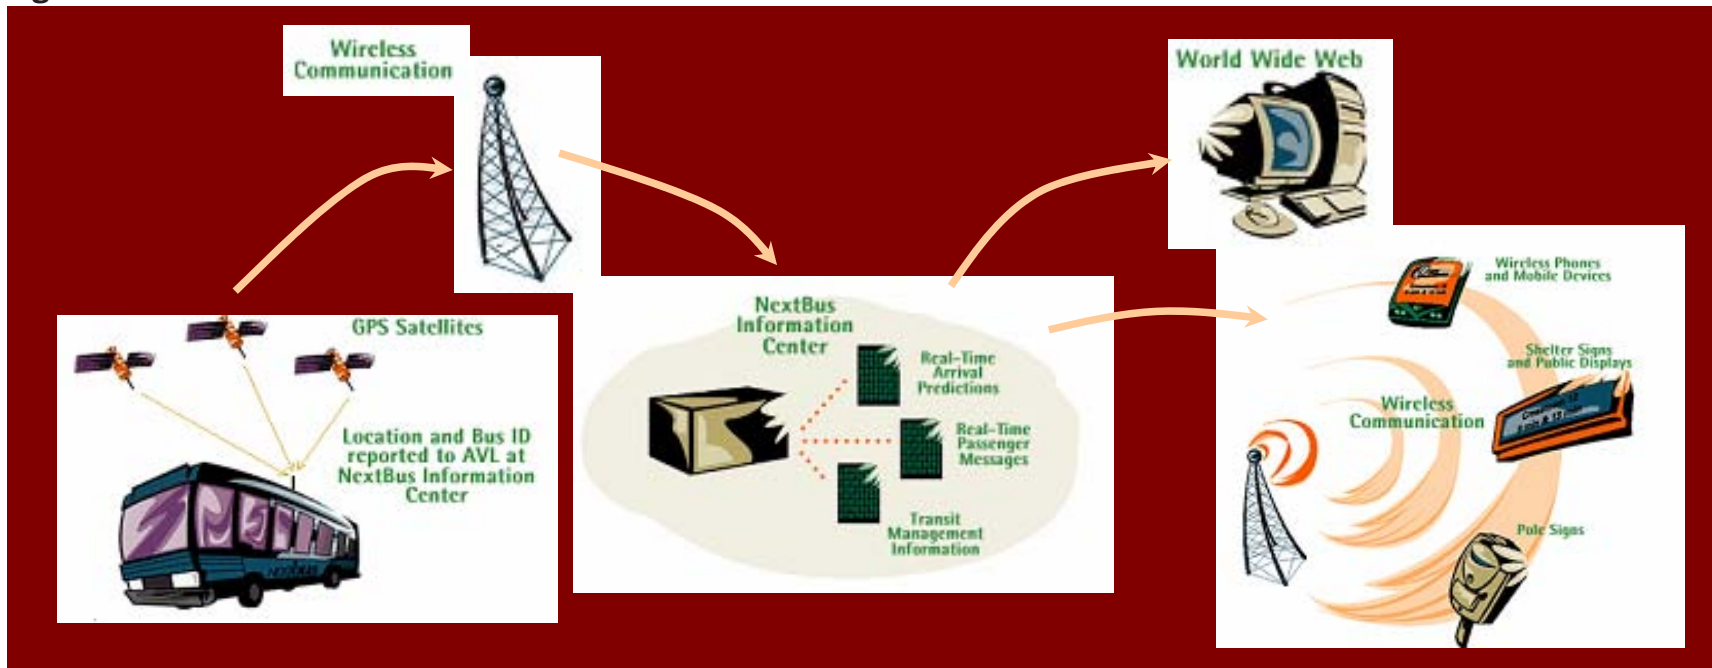 Wireless
Communication
GPS Satellites
Location and Bus ID
reported to AVL at
NextBus Information
Center
NextBus
Information
Center
Real-Time
Arrival
Predictions
Real-Time
Passenger
Messages
Transit
Management
Information
World Wide Web
Wireless Phones
and Mobile Devices
Shelter Signs
and Public Displays
Wireless
Communication
Pole Signs